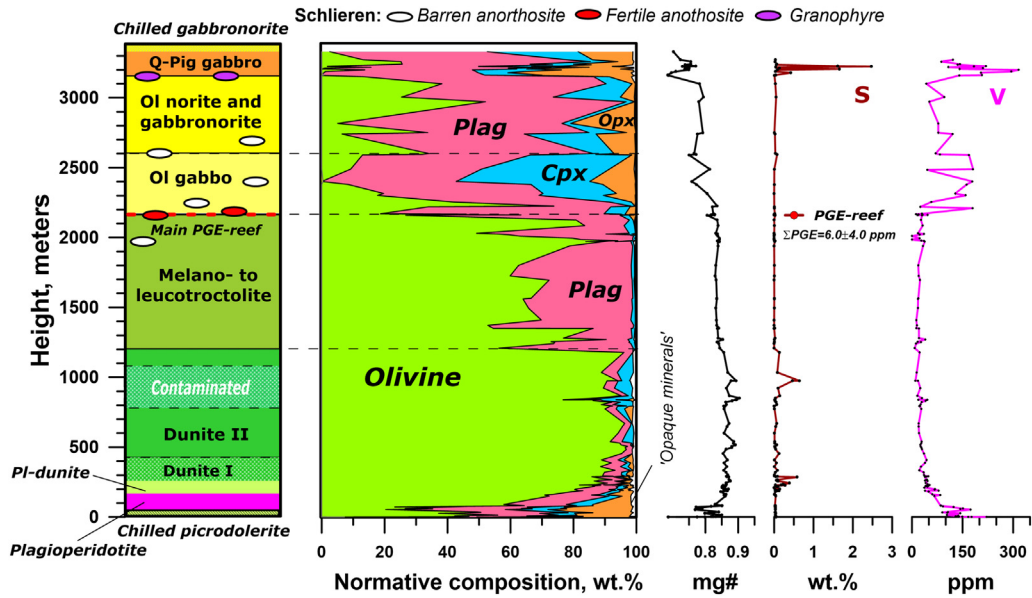 Schlieren: Barren anorthosite Fertile anothosite Granophyre
Chilled gabbronorite
Q-Pig gabbro
Ol norite and
gabbronorite
Ol gabbo
Main PGE-reef
Melano- to
leucotroctolite
Contaminated
Dunite II
Dunite I
Pl-dunite
Plagioperidotite
Chilled picrodolerite
Height, meters
3000
2500
2000
1500
1000
500
0
Plag
Opx
Cpx
Plag
Olivine
'Opaque minerals'
S
PGE-reef
ΣPGE=6.0±4.0 ppm
V
0 20 40 60 80 100
Normative composition, wt.%
0.8 0.9
mg#
0 1 2 3
wt.%
0 150 300
ppm